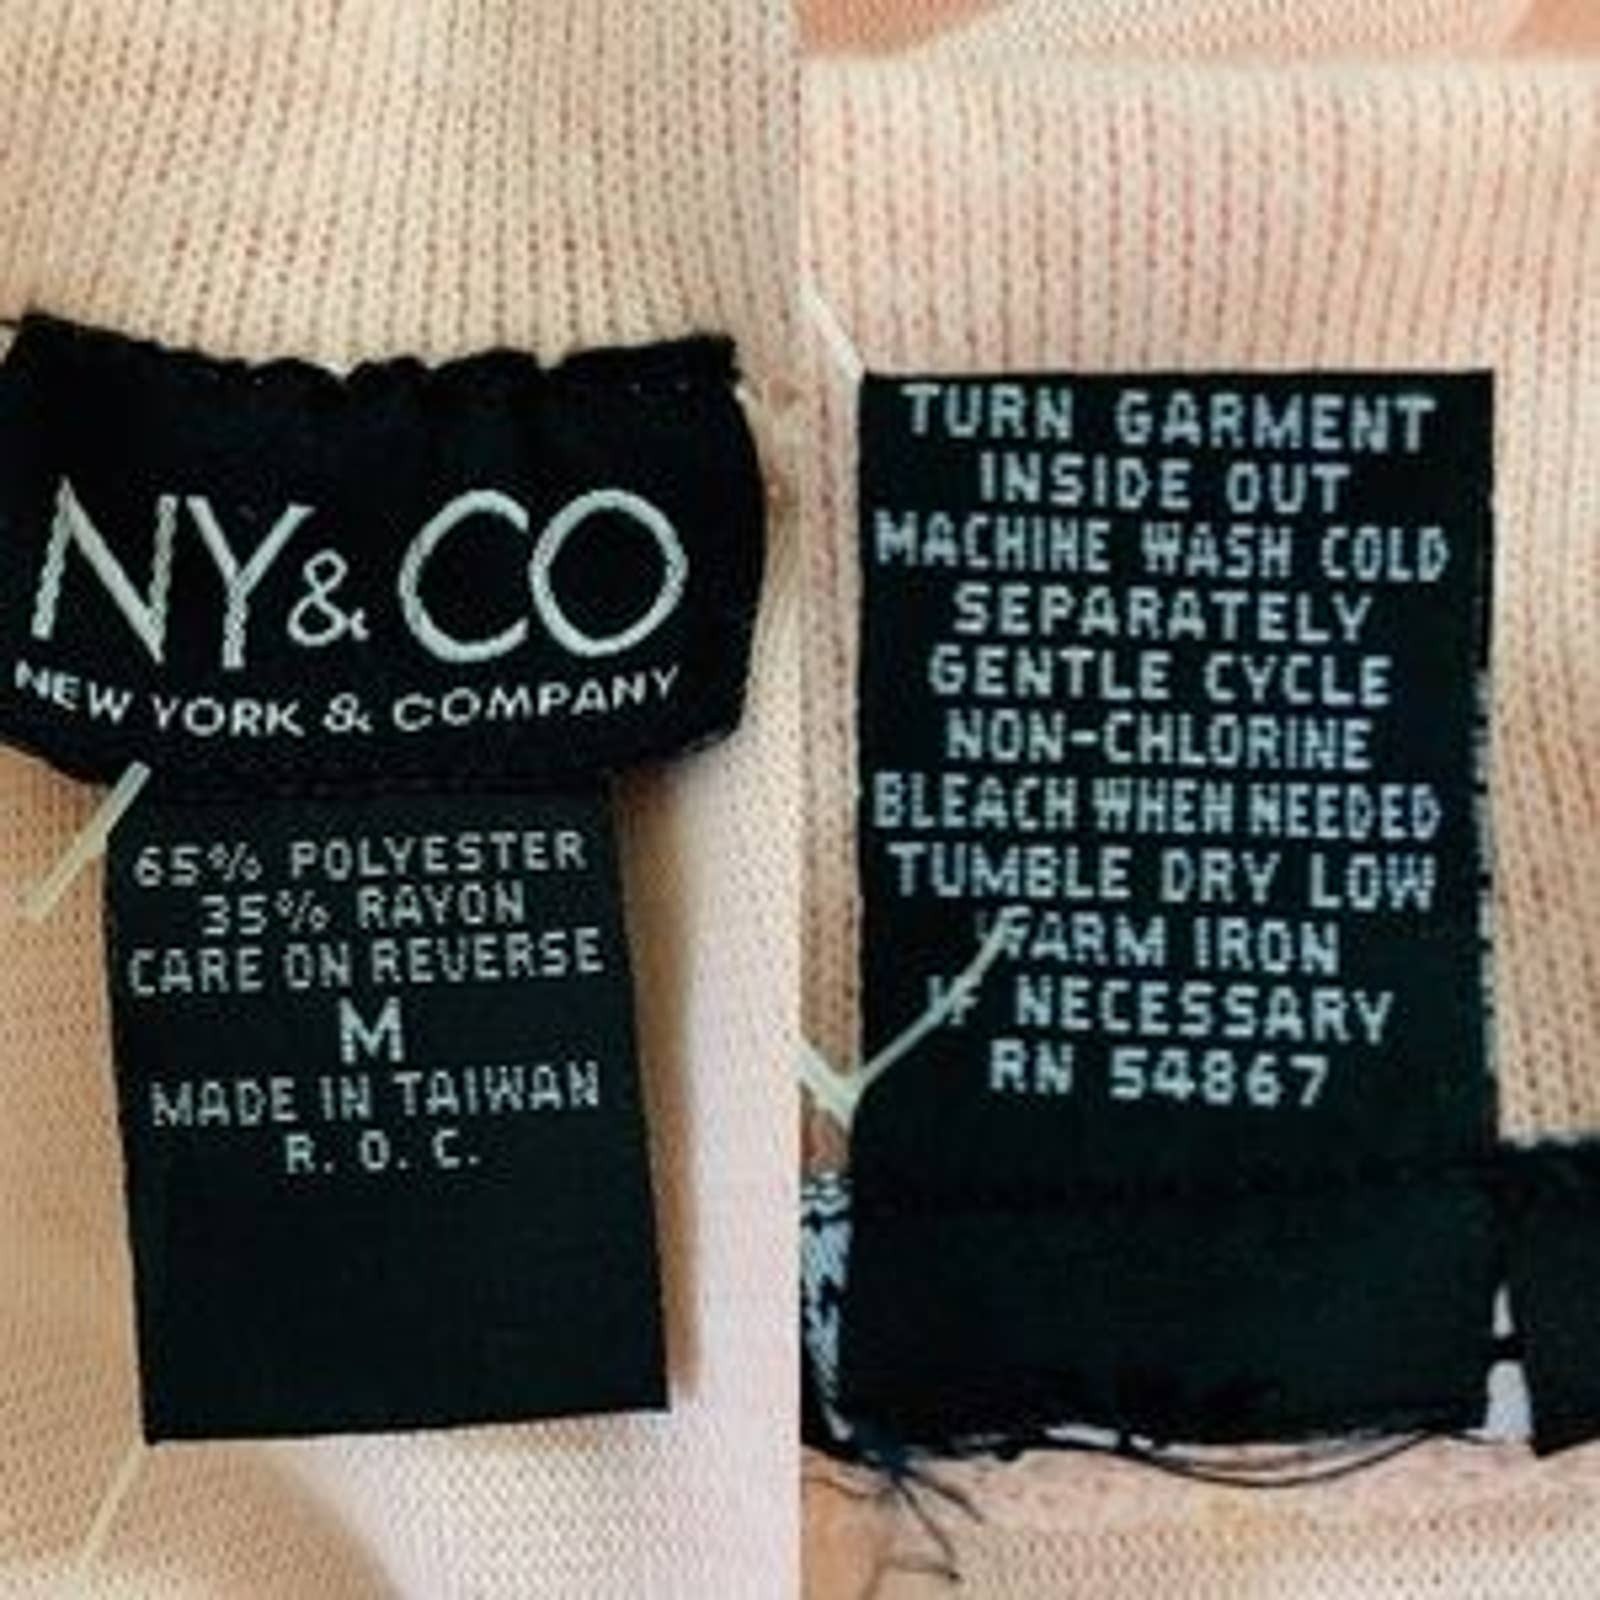 NY & CO
NEW YORK & COMPANY
65% POLYESTER
35% RAYON
CARE ON REVERSE
M
MADE IN TAIWAN
R. O. C.
TURN GARMENT
INSIDE OUT
MACHINE WASH COLD
SEPARATELY
GENTLE CYCLE
NON-CHLORINE
BLEACH WHEN NEEDED
TUMBLE DRY LOW
WARM IRON
IF NECESSARY
RN 54867